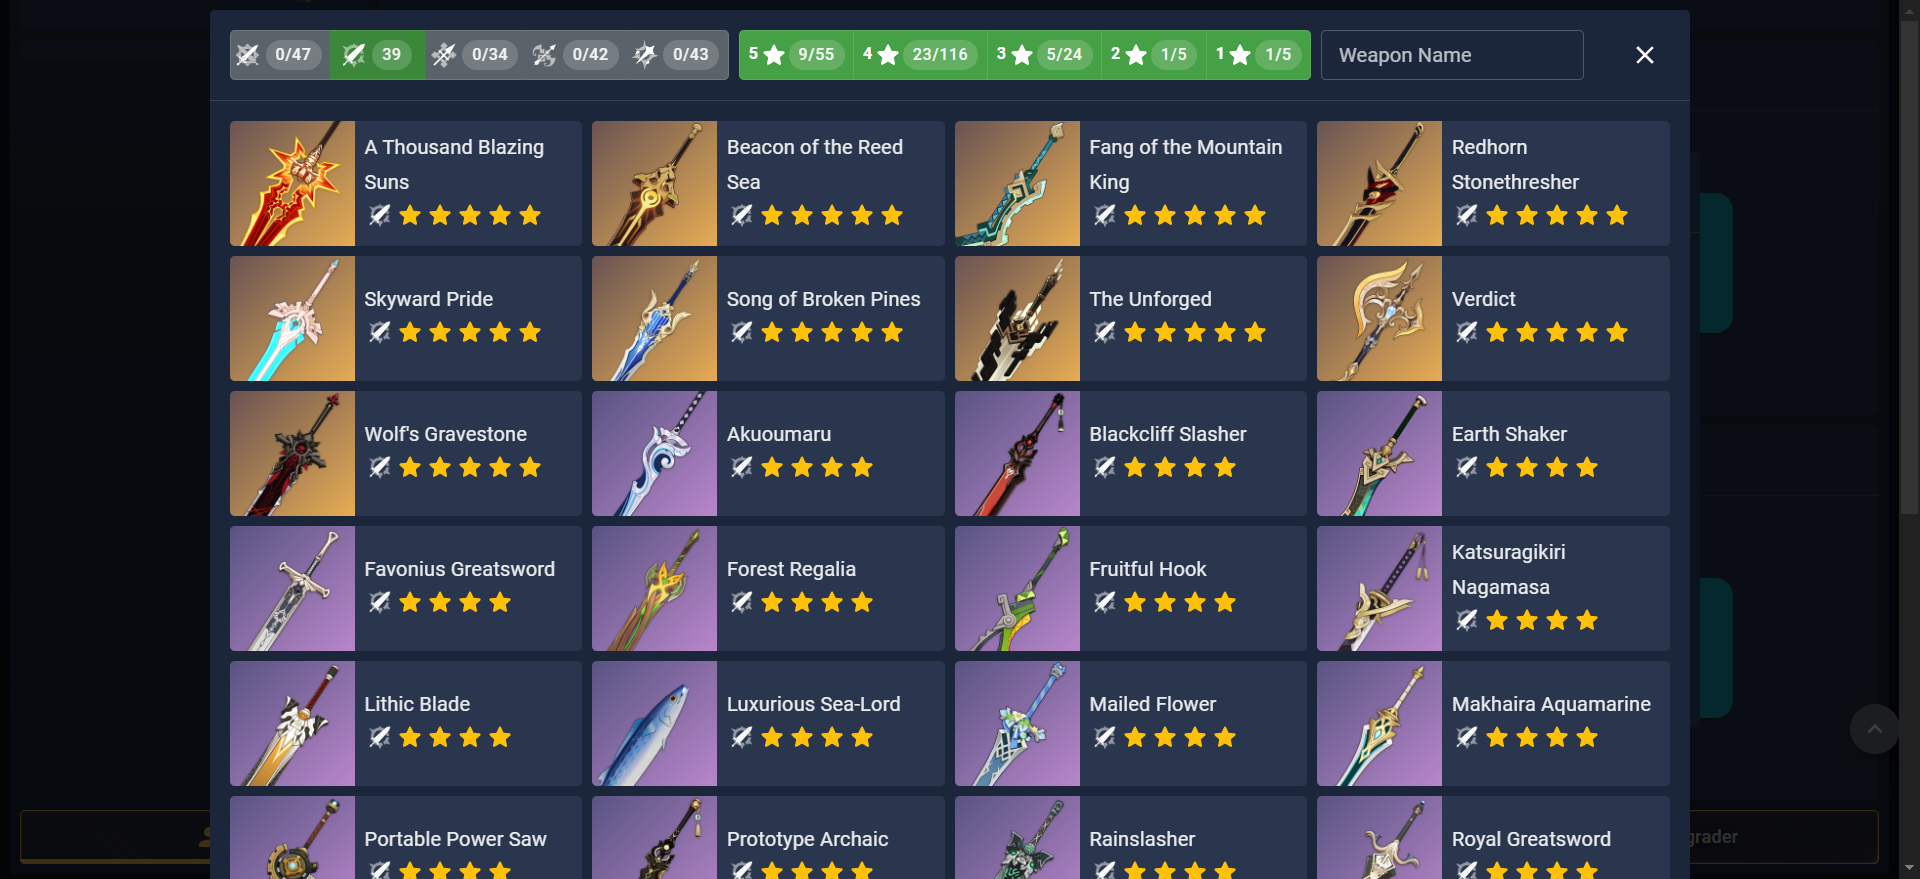 0/47 39 0/34 0/42 0/43 5 9/55 4 23/116 3 5/24 2 1/5 1 1/5 Weapon Name
A Thousand Blazing
Suns
Beacon of the Reed
Sea
Fang of the Mountain
King
Redhorn
Stonethresher
Skyward Pride
Song of Broken Pines
The Unforged
Verdict
Wolf's Gravestone
Akuoumaru
Blackcliff Slasher
Earth Shaker
Favonius Greatsword
Forest Regalia
Fruitful Hook
Katsuragikiri
Nagamasa
Lithic Blade
Luxurious Sea-Lord
Mailed Flower
Makhaira Aquamarine
Portable Power Saw
Prototype Archaic
Rainslasher
Royal Greatsword
grader